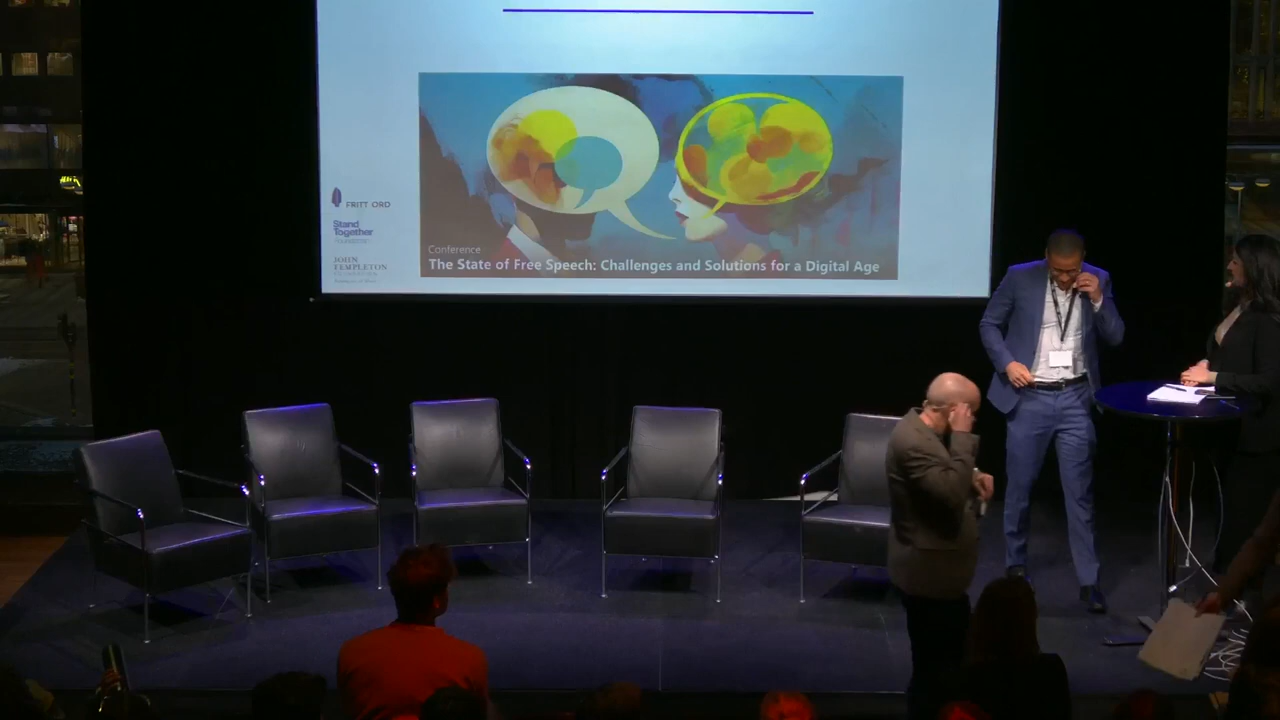 FRITT ORD
Stand
Together
JOHN
TEMPLETON
Conference
The State of Free Speech: Challenges and Solutions for a Digital Age